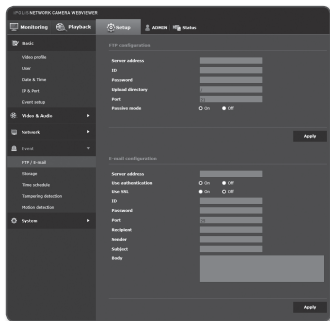 iPOLiS NETWORK CAMERA WEBVIEWER
Monitoring
Playback
Setup
ADMIN
Status
Basic
Video profile
User
Date & Time
IP & Port
Event setup
Video & Audio
Network
Event
FTP / E-mail
Storage
Time schedule
Tampering detection
Motion detection
System
FTP configuration
Server address
ID
Password
Upload directory
Port
Passive mode
On
Off
Apply
E-mail configuration
Server address
Use authentication
On
Off
Use SSL
On
Off
ID
Password
Port
Recipient
Sender
Subject
Body
Apply